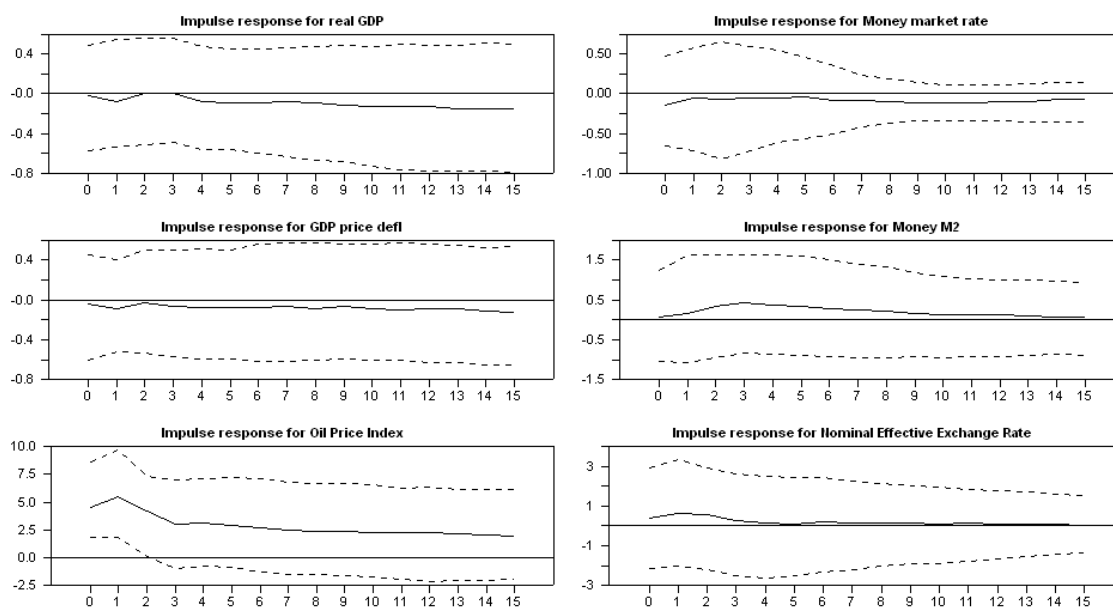 Impulse response for real GDP
0.4
-0.0
-0.4
-0.8
0 1 2 3 4 5 6 7 8 9 10 11 12 13 14 15
Impulse response for Money market rate
0.50
0.00
-0.50
-1.00
0 1 2 3 4 5 6 7 8 9 10 11 12 13 14 15
Impulse response for GDP price defl
0.4
-0.0
-0.4
-0.8
0 1 2 3 4 5 6 7 8 9 10 11 12 13 14 15
Impulse response for Money M2
1.5
0.5
-0.5
-1.5
0 1 2 3 4 5 6 7 8 9 10 11 12 13 14 15
Impulse response for Oil Price Index
10.0
7.5
5.0
2.5
0.0
-2.5
0 1 2 3 4 5 6 7 8 9 10 11 12 13 14 15
Impulse response for Nominal Effective Exchange Rate
3
1
-1
-3
0 1 2 3 4 5 6 7 8 9 10 11 12 13 14 15